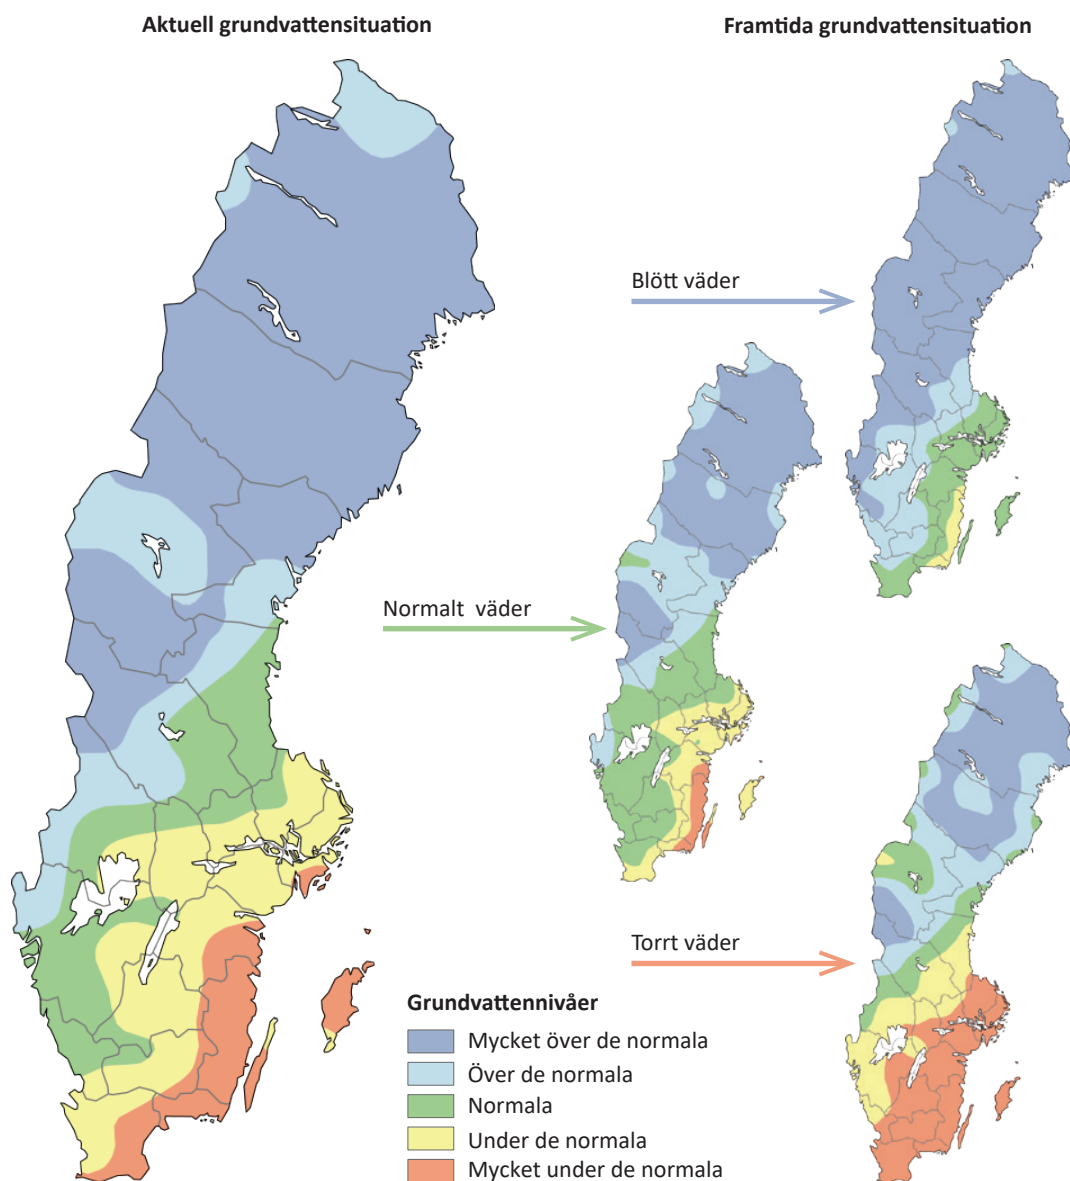 Aktuell grundvattensituation
Framtida grundvattensituation
Blött väder
Normalt väder
Torrt väder
Grundvattennivåer
Mycket över de normala
Över de normala
Normala
Under de normala
Mycket under de normala